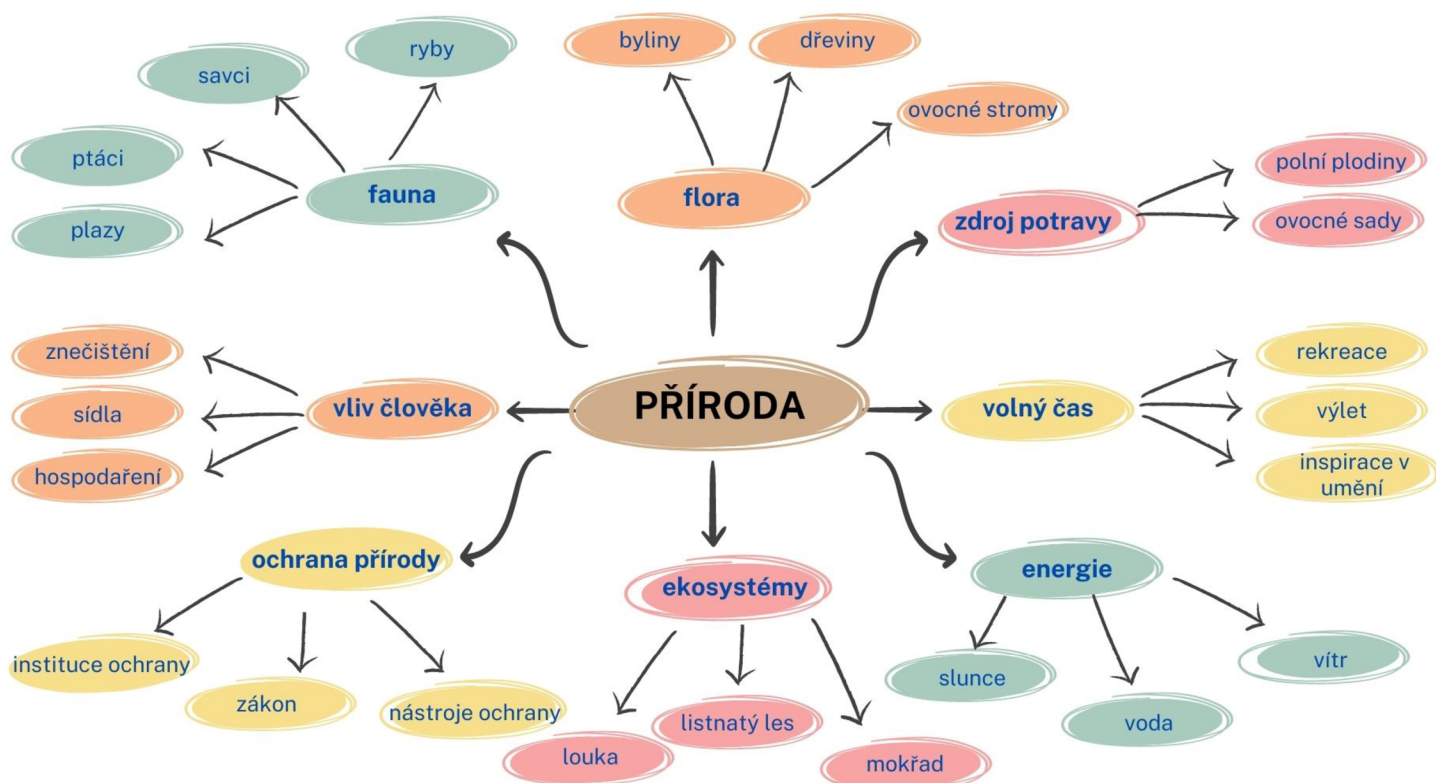 ryby
savci
ptáci
plazy
fauna
byliny
dřeviny
ovocné stromy
flora
zdroj potravy
polní plodiny
ovocné sady
znečištění
sídla
hospodaření
vliv člověka
PŘÍRODA
volný čas
rekreace
výlet
inspirace v
umění
ochrana přírody
instituce ochrany
zákon
nástroje ochrany
ekosystémy
louka
listnatý les
mokřad
energie
slunce
voda
vítr